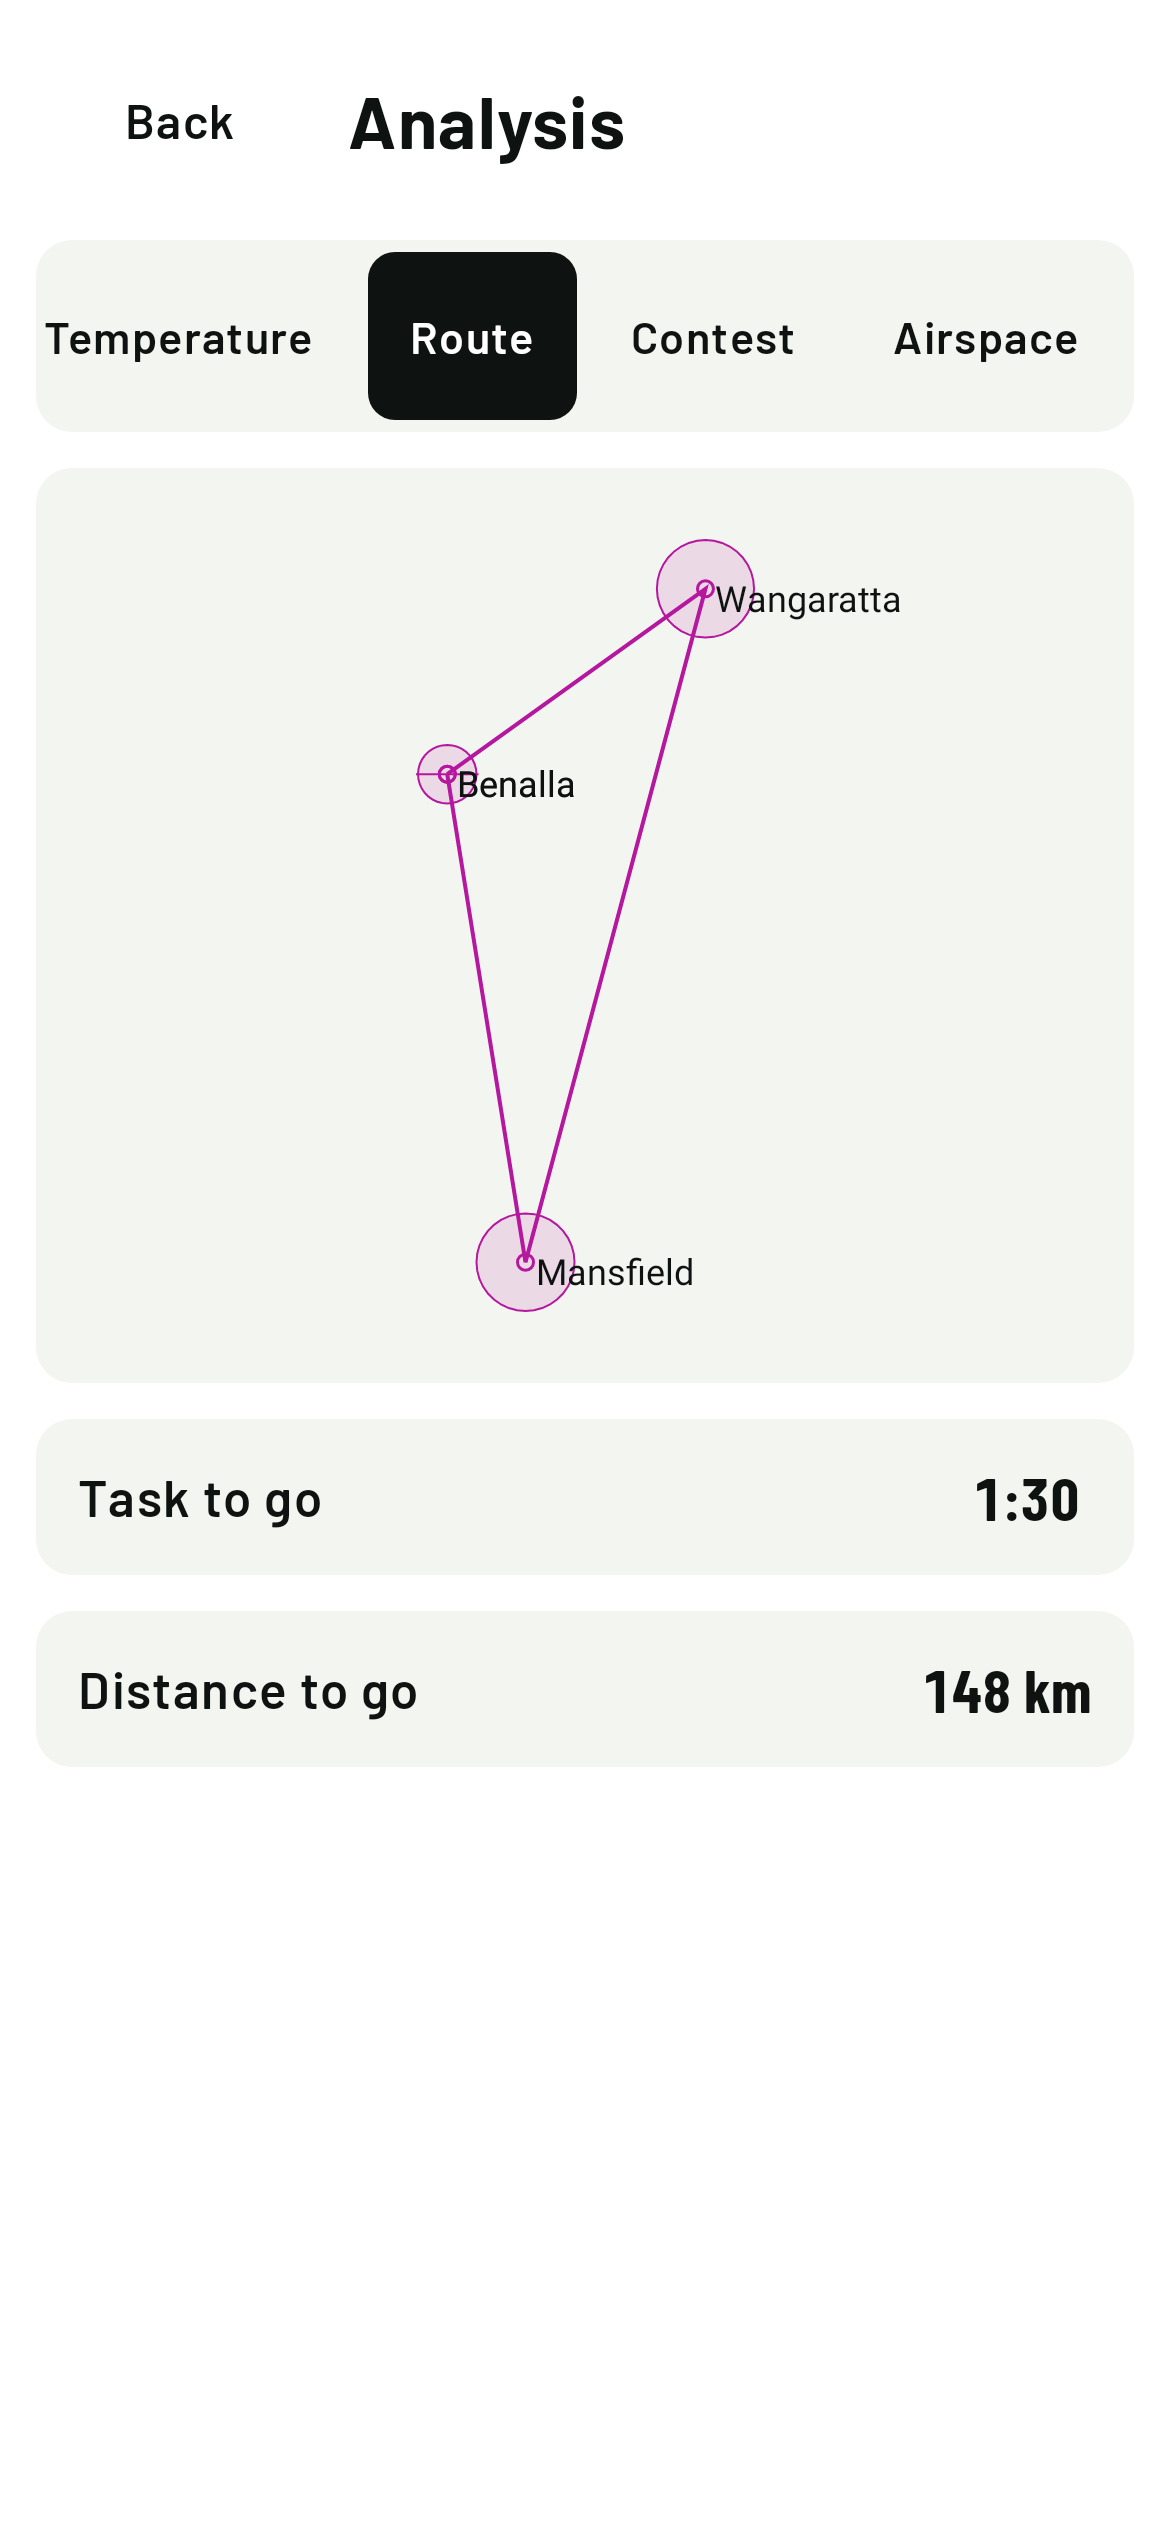 Back Analysis
Temperature Route Contest Airspace
Wangaratta
Benalla
Mansfield
Task to go 1:30
Distance to go 148 km